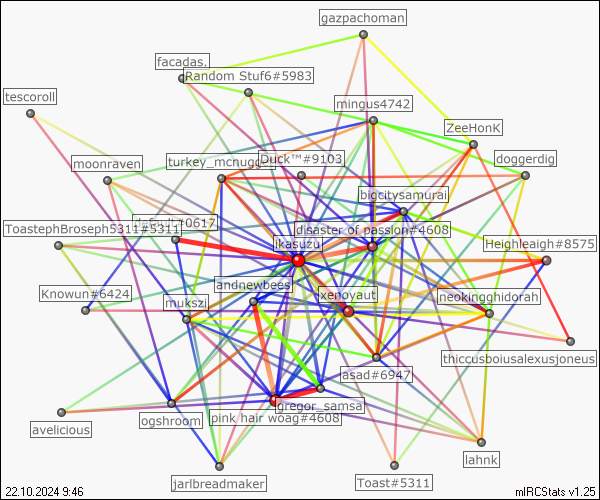 gazpachoman
facadas.
Random Stuf6#5983
tescoroll
mingus4742
ZeeHonK
moonraven
turkey_mcnugg
Duck™#9103
doggerdig
bigcitysamurai
ToastephBroseph5311#5311
default#0617
disaster of passion#4608
ikasuzu
Heighleaigh#8575
Knowun#6424
andnewbees
mukszi
xenoyaut
neokingghidorah
thiccusboiusalexusjoneus
asad#6947
avelicious
ogshroom
pink hair woag#4608
gregor_samsa
lahnk
jarlbreadmaker
Toast#5311
22.10.2024 9:46
mIRCStats v1.25